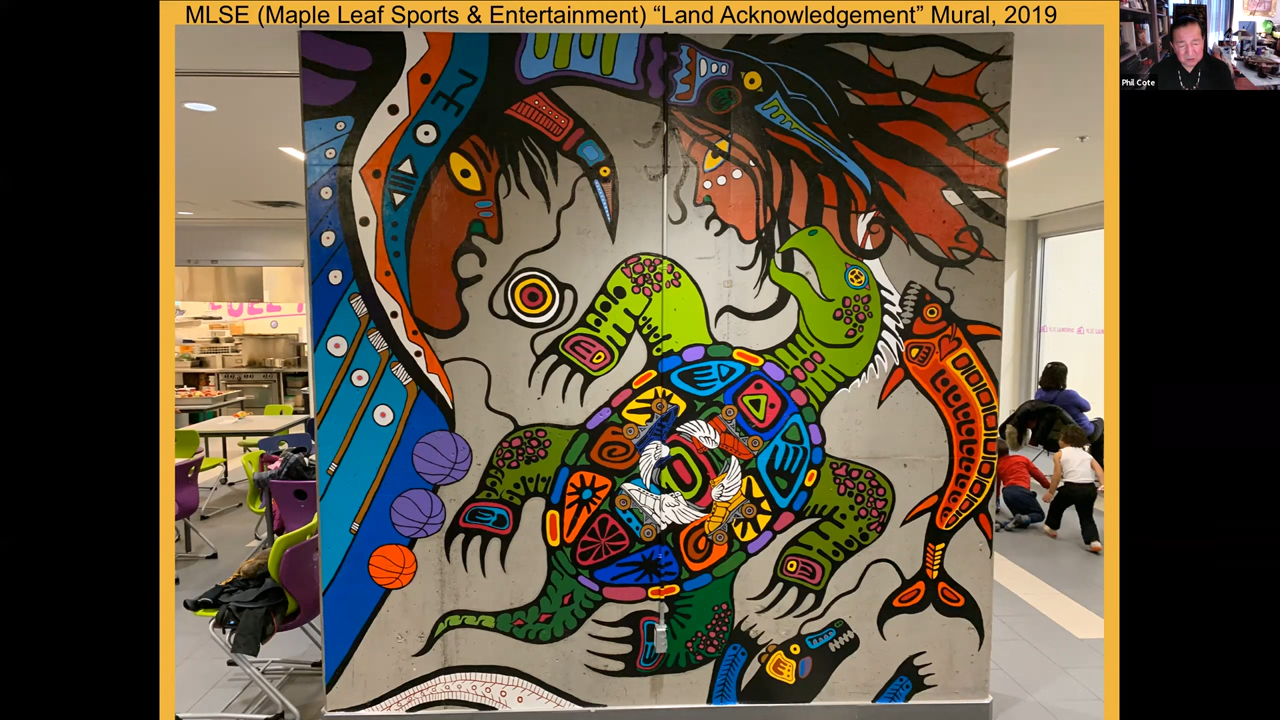 MLSE (Maple Leaf Sports & Entertainment) “Land Acknowledgement” Mural, 2019
Phil Cote